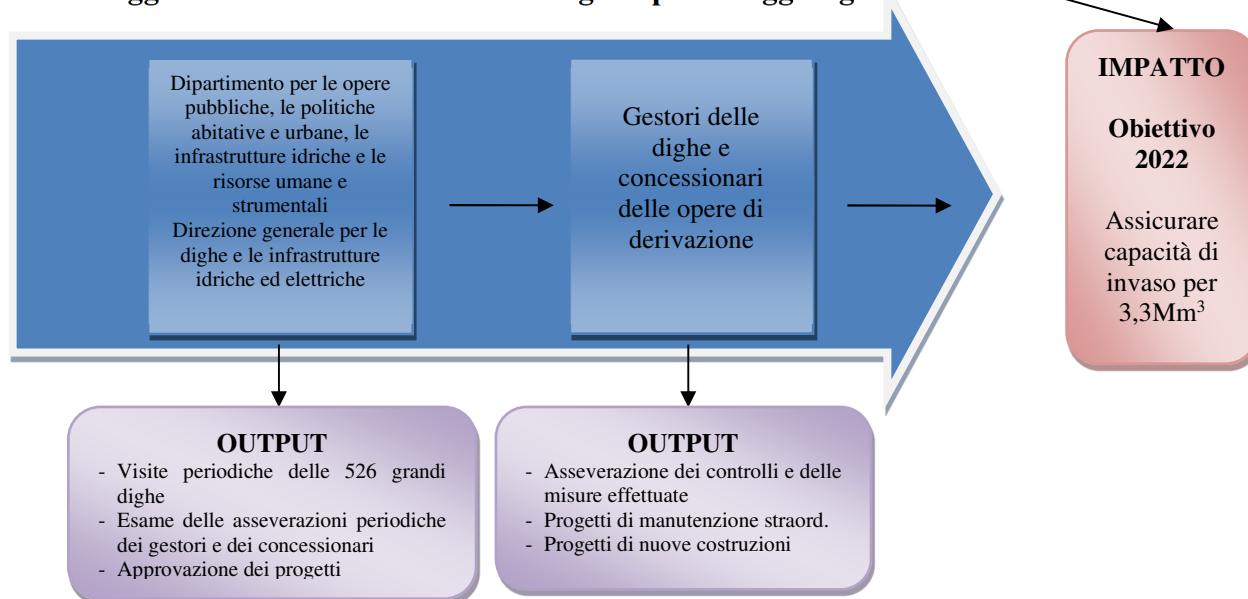 Dipartimento per le opere
pubbliche, le politiche
abitative e urbane, le
infrastrutture idriche e le
risorse umane e
strumentali
Direzione generale per le
dighe e le infrastrutture
idriche ed elettriche
Gestori delle
dighe e
concessionari
delle opere di
derivazione
IMPATTO
Obiettivo
2022
Assicurare
capacità di
invaso per
3,3Mm³
OUTPUT
- Visite periodiche delle 526 grandi
dighe
- Esame delle asseverazioni periodiche
dei gestori e dei concessionari
- Approvazione dei progetti
OUTPUT
- Asseverazione dei controlli e delle
misure effettuate
- Progetti di manutenzione straord.
- Progetti di nuove costruzioni